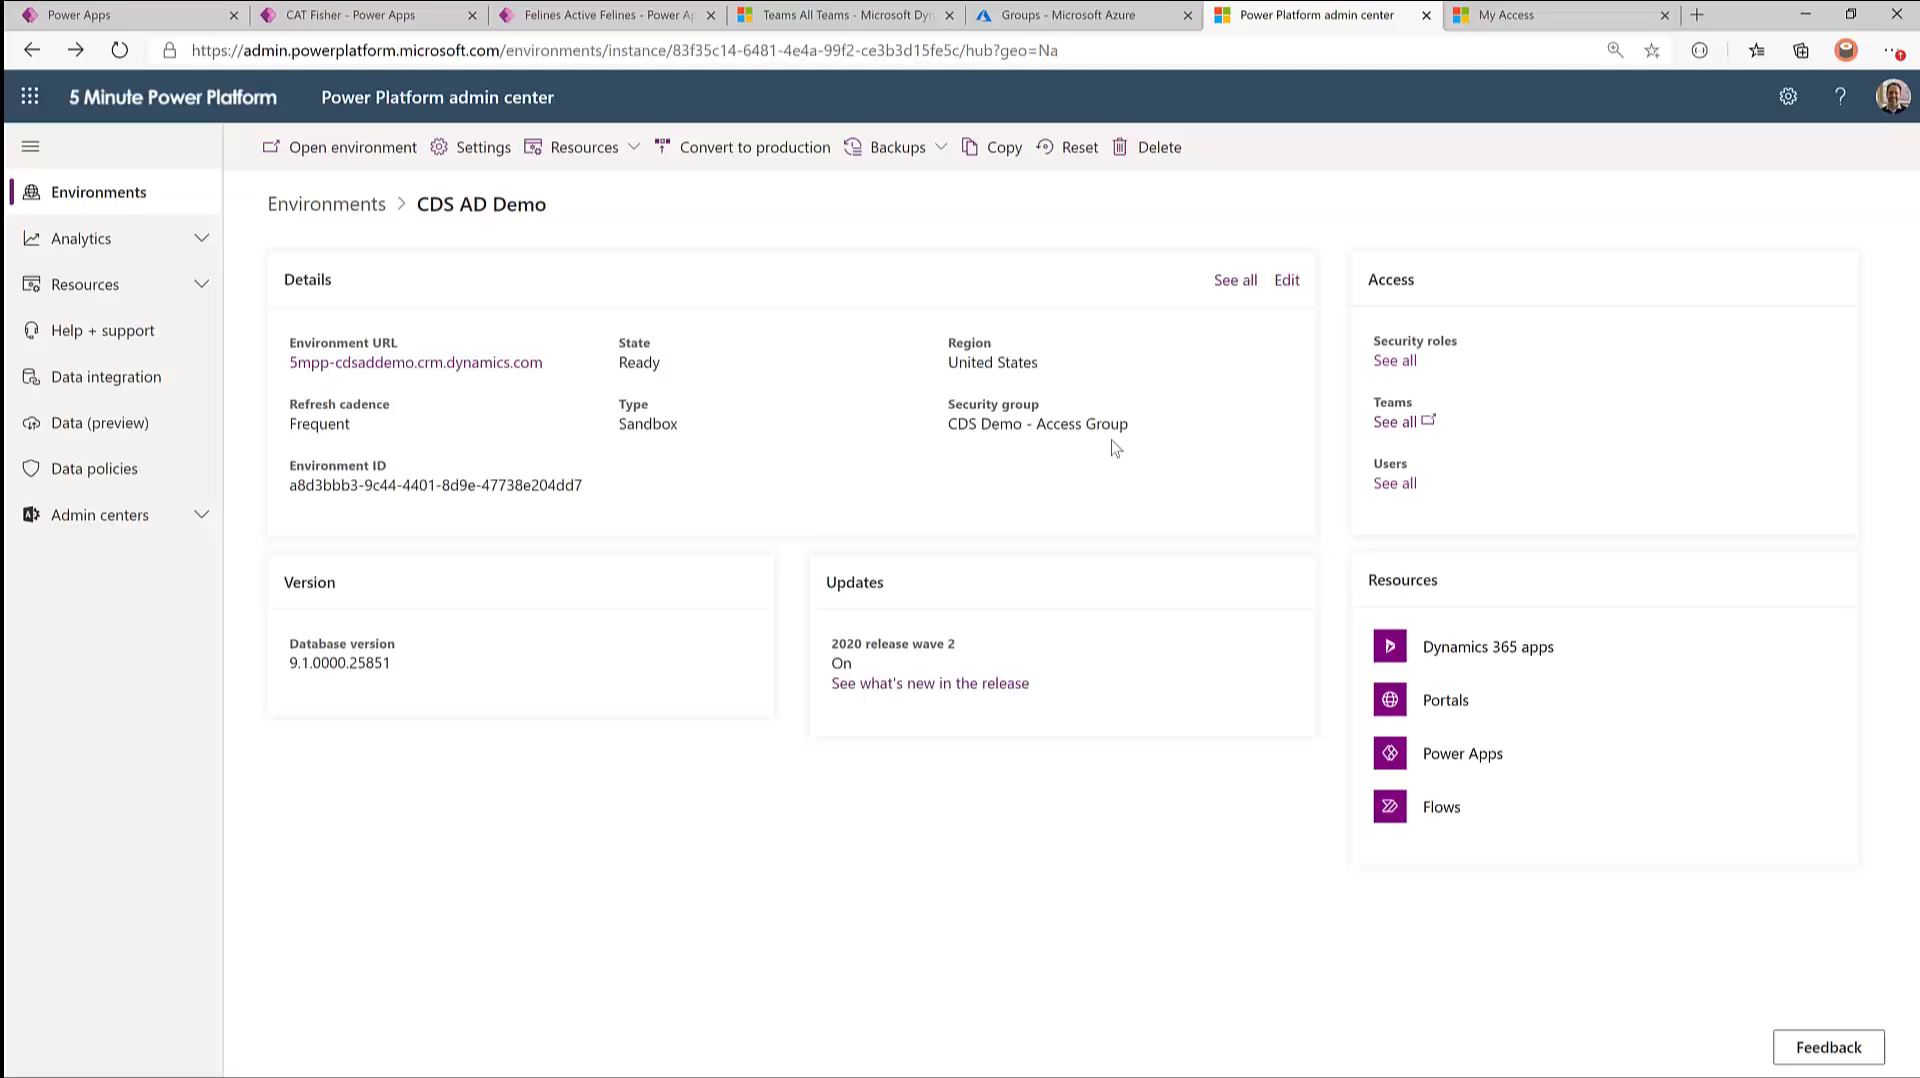 Power Apps
CAT Fisher - Power Apps
Felines Active Felines - Power Ap
Teams All Teams - Microsoft Dyn
Groups - Microsoft Azure
Power Platform admin center
My Access
https://admin.powerplatform.microsoft.com/environments/instance/83f35c14-6481-4e4a-99f2-ce3b3d15fe5c/hub?geo=Na
5 Minute Power Platform
Power Platform admin center
Open environment
Settings
Resources
Convert to production
Backups
Copy
Reset
Delete
Environments
Analytics
Resources
Help + support
Data integration
Data (preview)
Data policies
Admin centers
Environments > CDS AD Demo
Details
See all
Edit
Environment URL
5mpp-cdsaddemo.crm.dynamics.com
State
Ready
Region
United States
Refresh cadence
Frequent
Type
Sandbox
Security group
CDS Demo - Access Group
Environment ID
a8d3bbb3-9c44-4401-8d9e-47738e204dd7
Access
Security roles
See all
Teams
See all
Users
See all
Version
Database version
9.1.0000.25851
Updates
2020 release wave 2
On
See what's new in the release
Resources
Dynamics 365 apps
Portals
Power Apps
Flows
Feedback